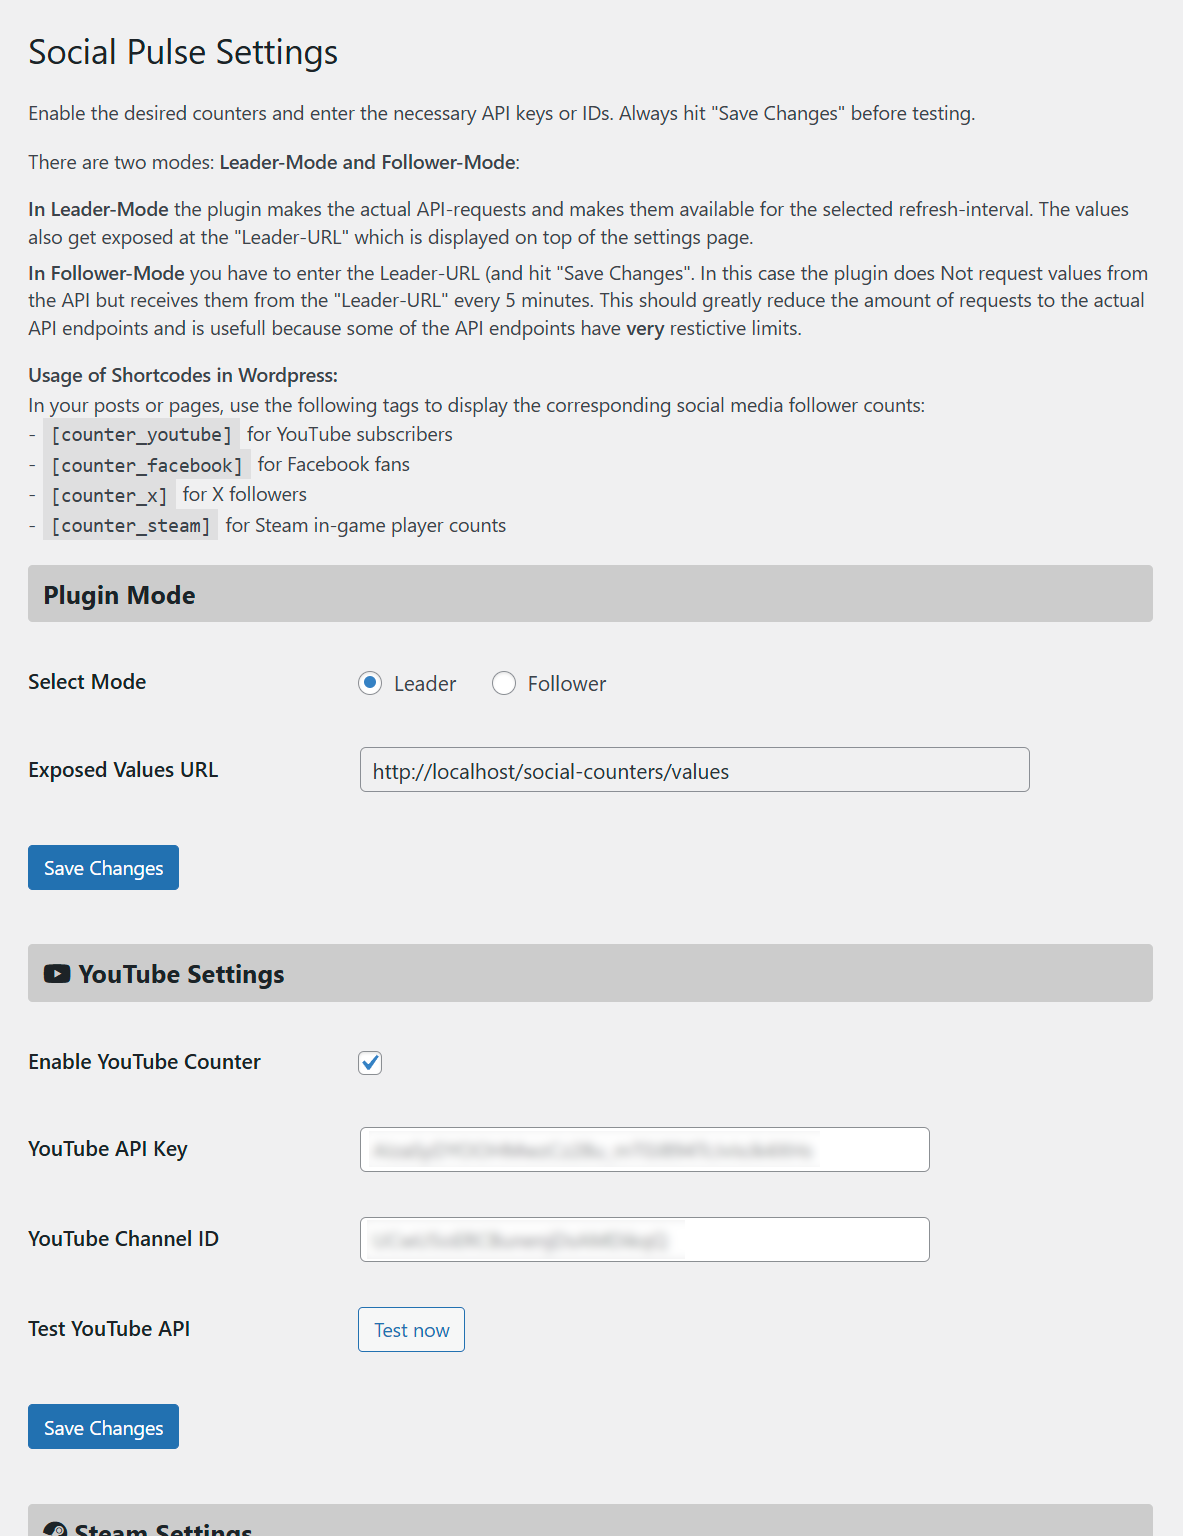 Social Pulse Settings
Enable the desired counters and enter the necessary API keys or IDs. Always hit "Save Changes" before testing.
There are two modes: Leader-Mode and Follower-Mode:
In Leader-Mode the plugin makes the actual API-requests and makes them available for the selected refresh-interval. The values
also get exposed at the "Leader-URL" which is displayed on top of the settings page.
In Follower-Mode you have to enter the Leader-URL (and hit "Save Changes". In this case the plugin does Not request values from
the API but receives them from the "Leader-URL" every 5 minutes. This should greatly reduce the amount of requests to the actual
API endpoints and is usefull because some of the API endpoints have very restictive limits.
Usage of Shortcodes in Wordpress:
In your posts or pages, use the following tags to display the corresponding social media follower counts:
- [counter_youtube] for YouTube subscribers
- [counter_facebook] for Facebook fans
- [counter_x] for X followers
- [counter_steam] for Steam in-game player counts
Plugin Mode
Select Mode Leader Follower
Exposed Values URL http://localhost/social-counters/values
Save Changes
YouTube Settings
Enable YouTube Counter
YouTube API Key
YouTube Channel ID
Test YouTube API Test now
Save Changes
Steam Settings